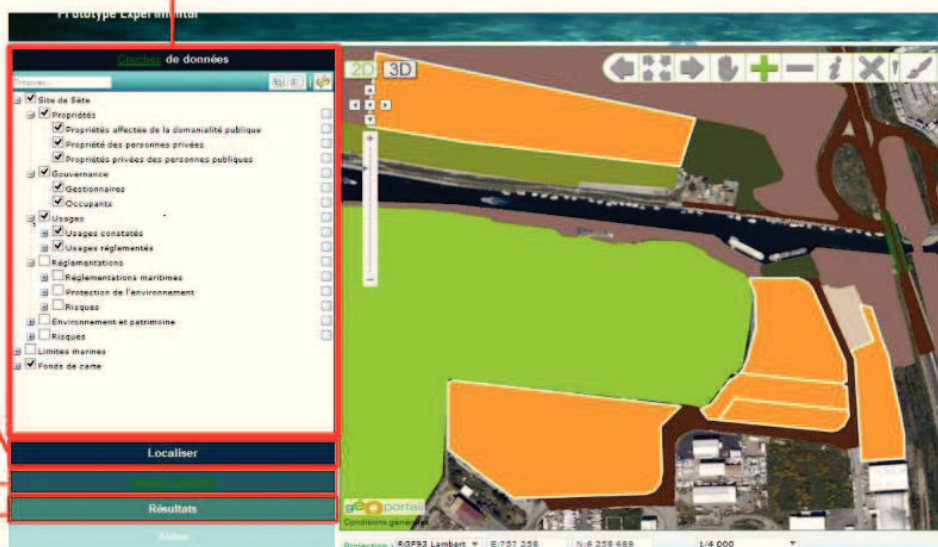 Prototype Experimental
Couches de données
2D 3D
Site de Sète
Propriétés
Propriétés affectée de la domanialité publique
Propriété des personnes privées
Propriétés privées des personnes publiques
Gouvernance
Gestionnaires
Occupants
Usages
Usages constatés
Usages réglementés
Réglementations
Réglementations maritimes
Protection de l'environnement
Risques
Environnement et patrimoine
Risques
Limites marines
Fonds de carte
Localiser
Résultats
Aides
géoportail
Conditions générales
Projection : RGF93 Lambert E:757 258 N:6 258 689 1/4 000